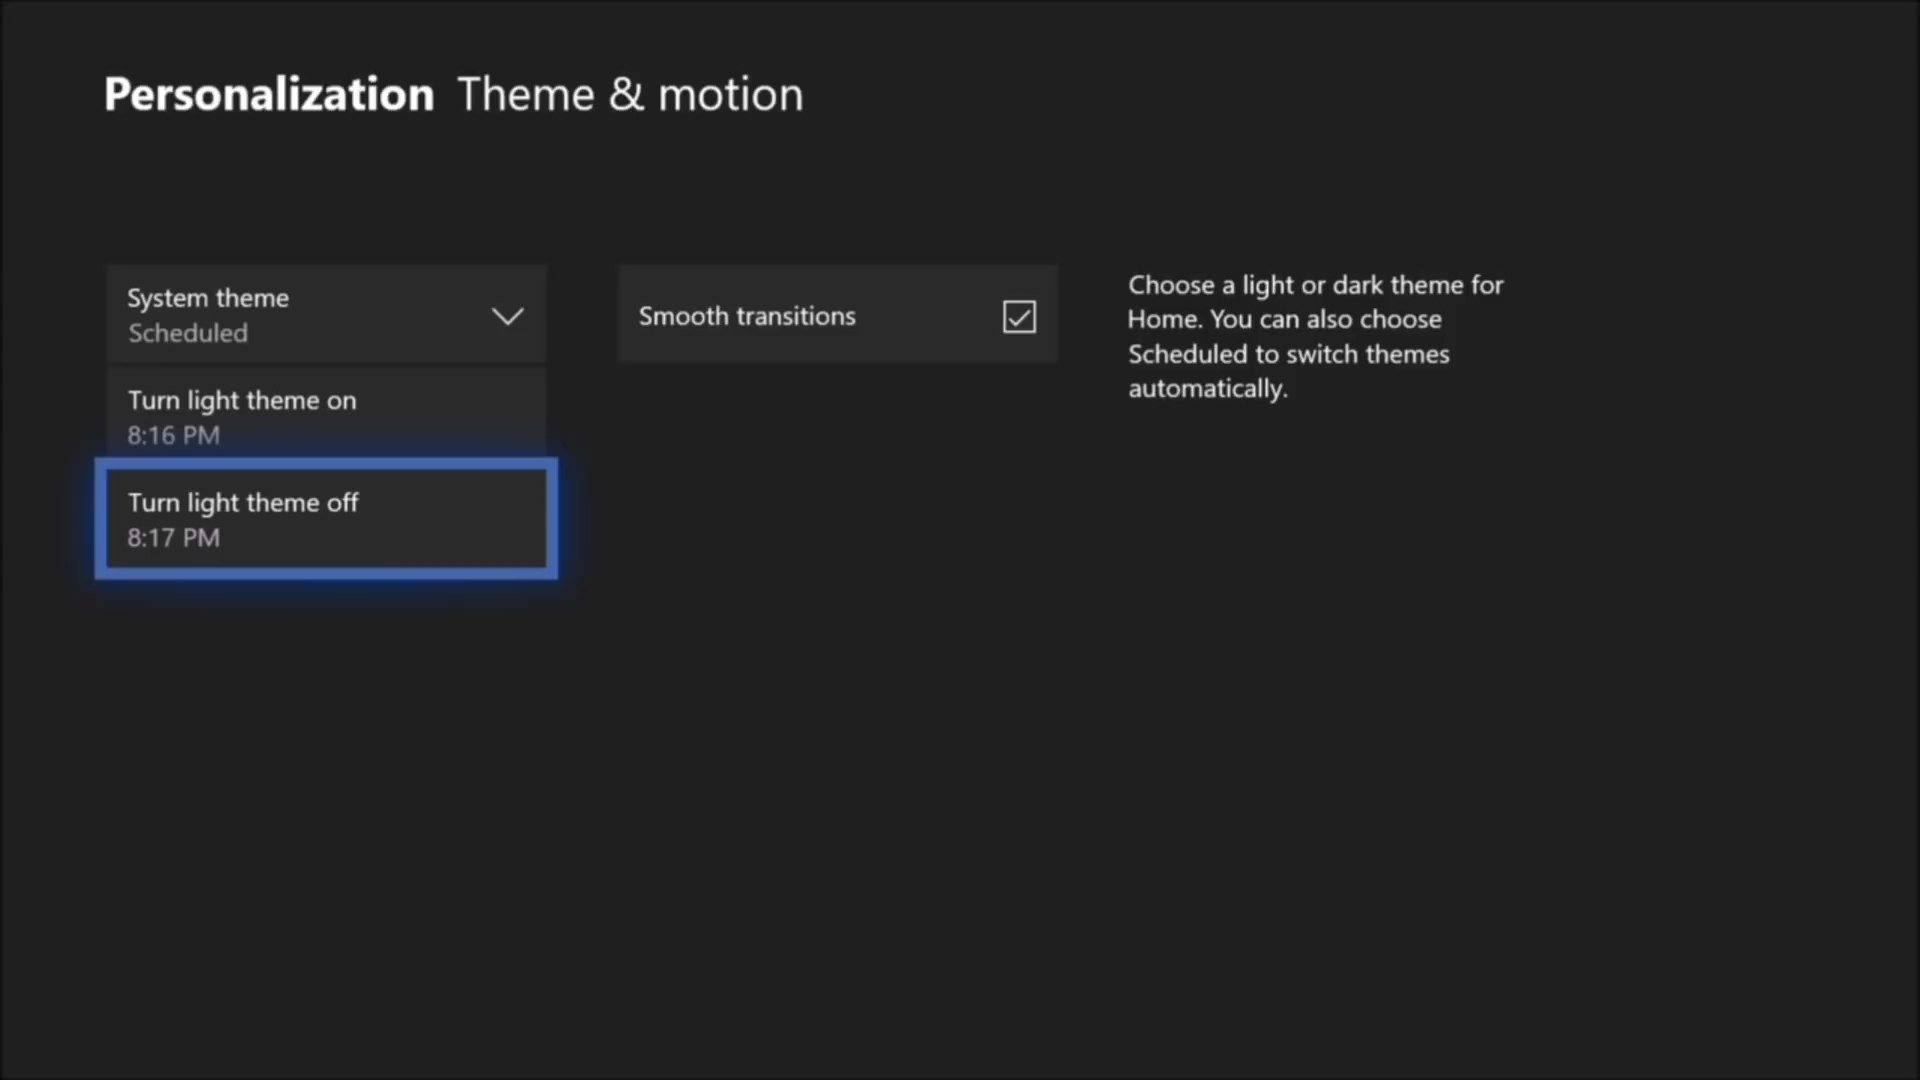 Personalization Theme & motion
System theme
Scheduled
Turn light theme on
8:16 PM
Turn light theme off
8:17 PM
Smooth transitions
Choose a light or dark theme for
Home. You can also choose
Scheduled to switch themes
automatically.